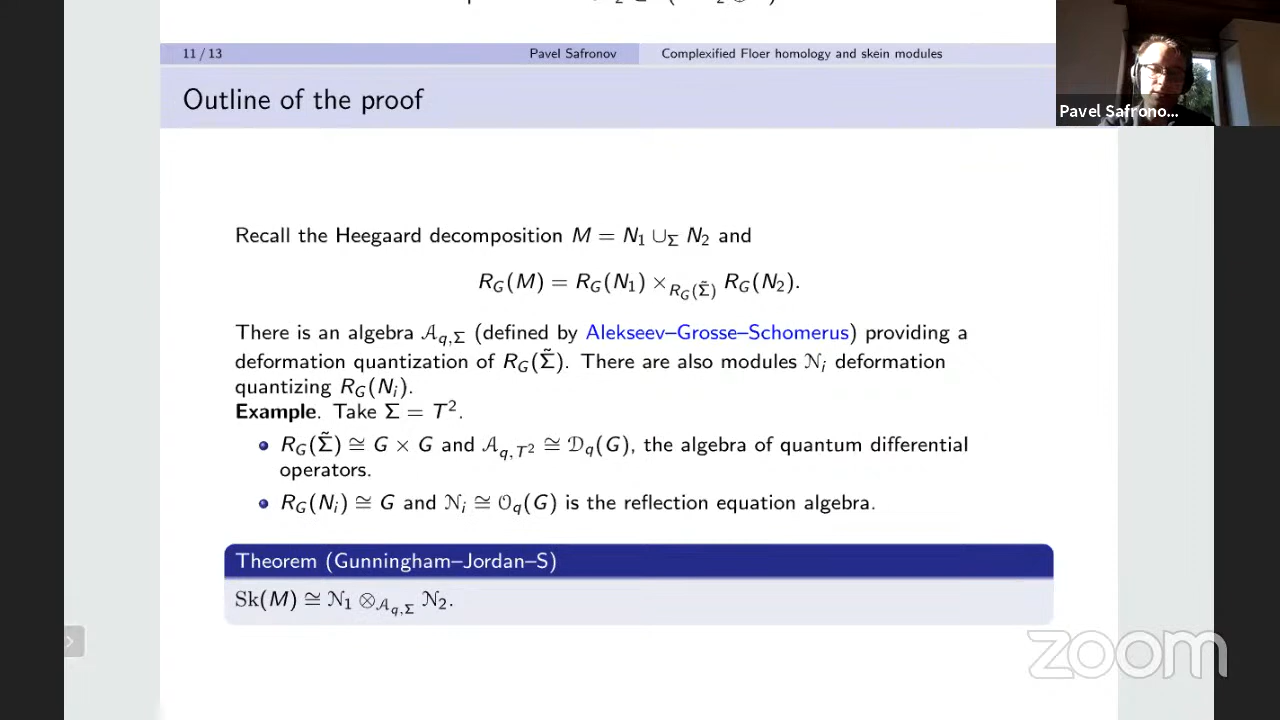 11 / 13 Pavel Safronov Complexified Floer homology and skein modules
Outline of the proof
Pavel Safrono...
Recall the Heegaard decomposition M = N₁ ∪_Σ N₂ and
R_G(M) = R_G(N₁) ×_{R_G(Σ̃)} R_G(N₂).
There is an algebra 𝒜_{q,Σ} (defined by Alekseev–Grosse–Schomerus) providing a
deformation quantization of R_G(Σ̃). There are also modules 𝒩ᵢ deformation
quantizing R_G(Nᵢ).
Example. Take Σ = T².
R_G(Σ̃) ≅ G × G and 𝒜_{q,T²} ≅ 𝒟_q(G), the algebra of quantum differential
operators.
R_G(Nᵢ) ≅ G and 𝒩ᵢ ≅ 𝒪_q(G) is the reflection equation algebra.
Theorem (Gunningham–Jordan–S)
Sk(M) ≅ 𝒩₁ ⊗_{𝒜_{q,Σ}} 𝒩₂.
zoom